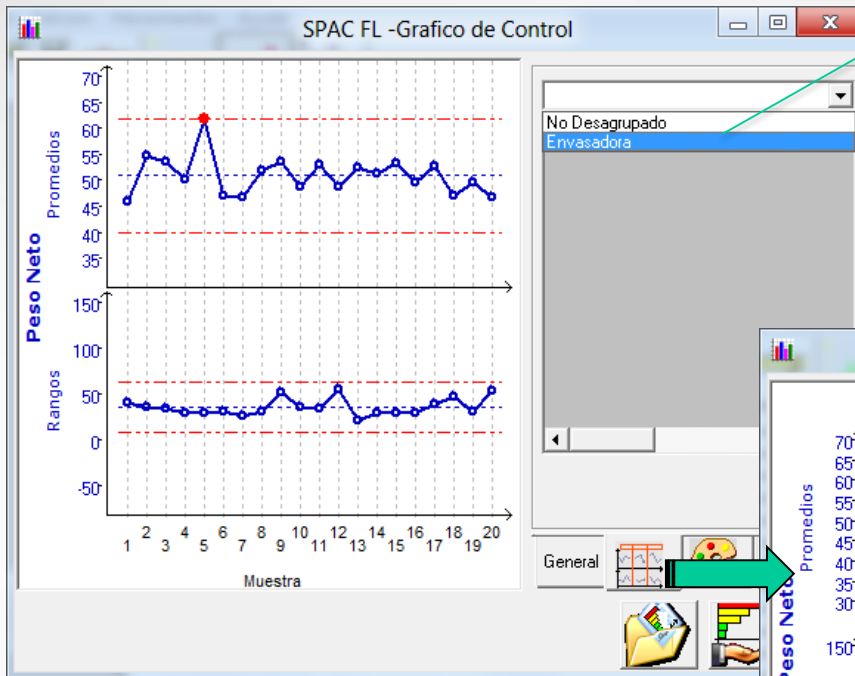 SPAC FL -Grafico de Control
70
65
60
55
50
45
40
35
Promedios
Peso Neto
150
100
50
0
-50
Rangos
1 2 3 4 5 6 7 8 9 10 11 12 13 14 15 16 17 18 19 20
Muestra
No Desagrupado
Envasadora
General
70
65
60
55
50
45
40
35
30
Promedios
Peso Neto
150